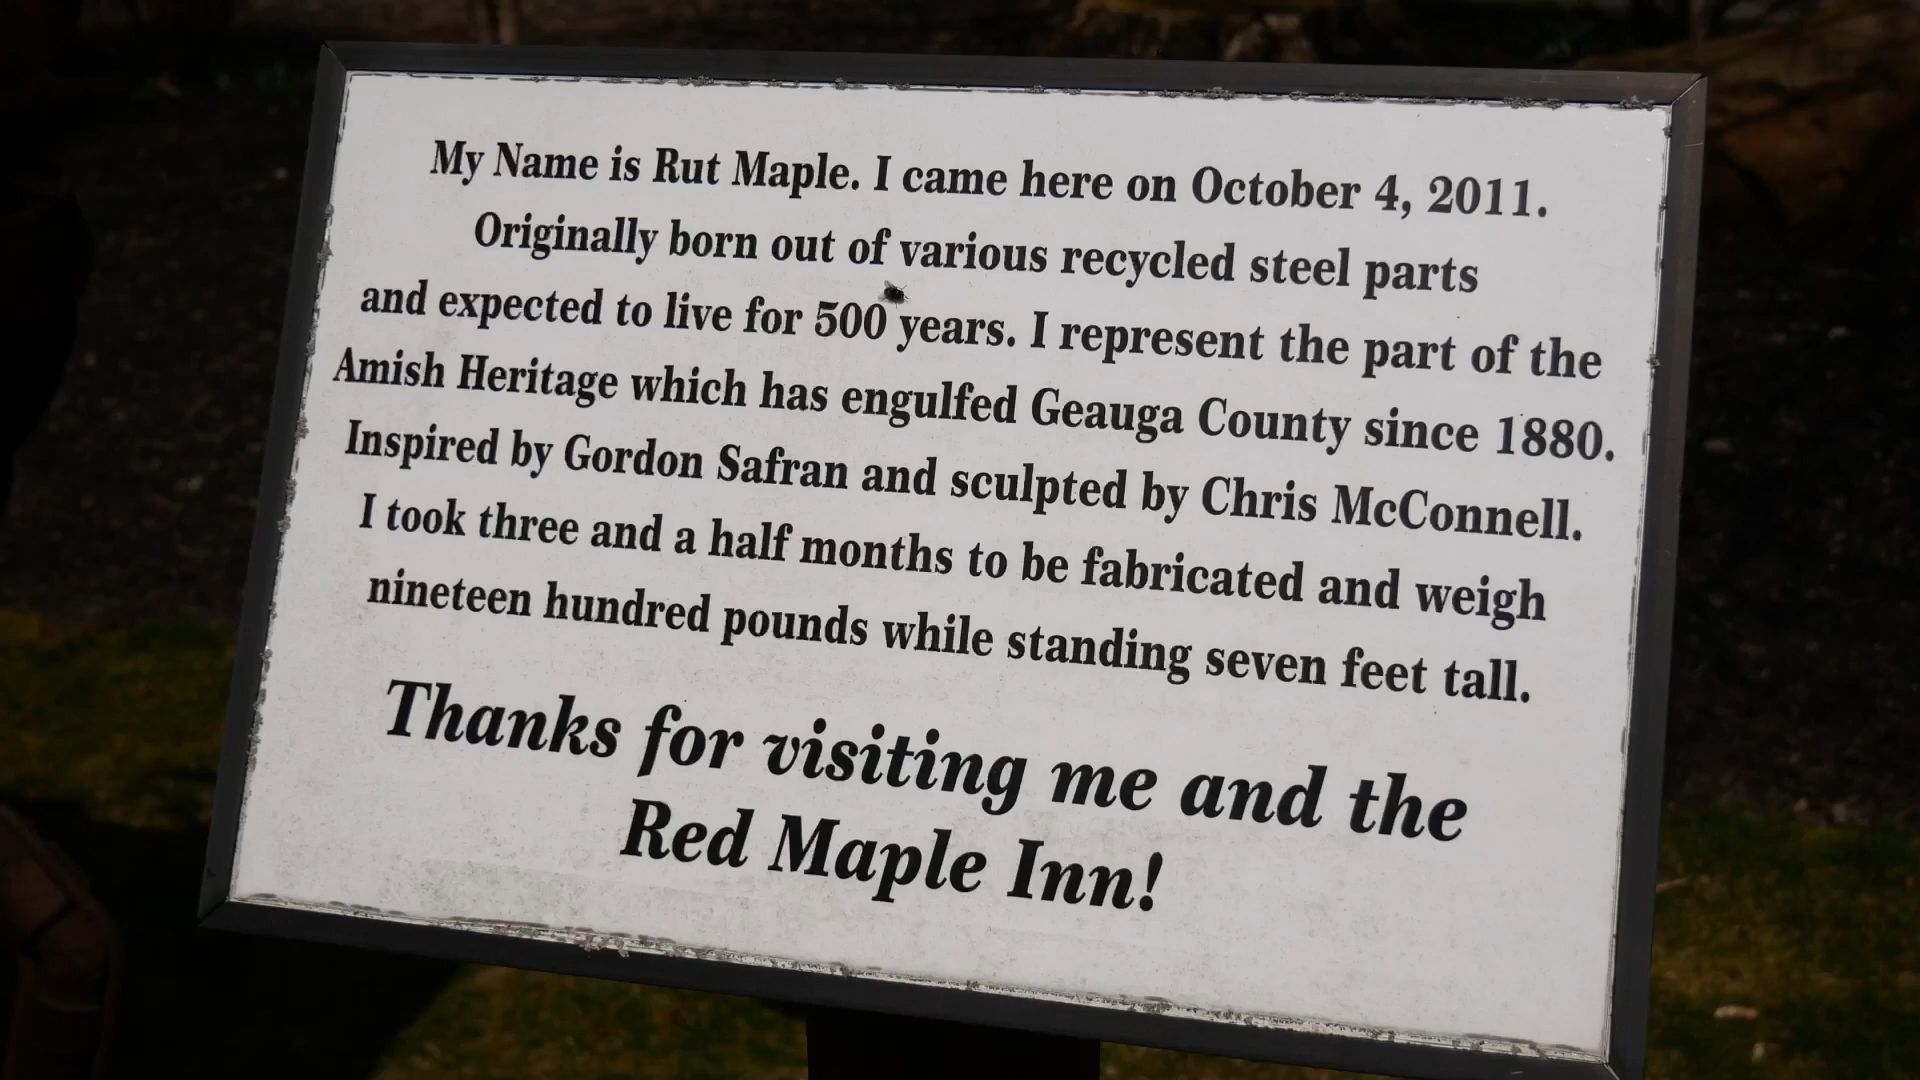 My Name is Rut Maple. I came here on October 4, 2011.
Originally born out of various recycled steel parts
and expected to live for 500 years. I represent the part of the
Amish Heritage which has engulfed Geauga County since 1880.
Inspired by Gordon Safran and sculpted by Chris McConnell.
I took three and a half months to be fabricated and weigh
nineteen hundred pounds while standing seven feet tall.
Thanks for visiting me and the
Red Maple Inn!